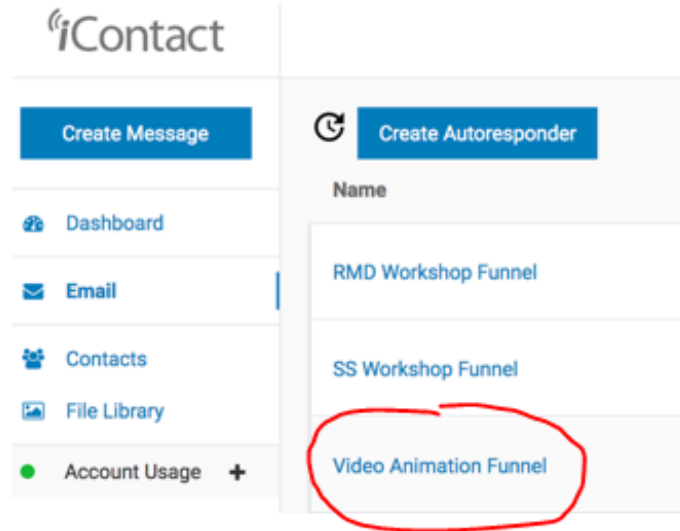 iContact
Create Message
Dashboard
Email
Contacts
File Library
Account Usage
Create Autoresponder
Name
RMD Workshop Funnel
SS Workshop Funnel
Video Animation Funnel